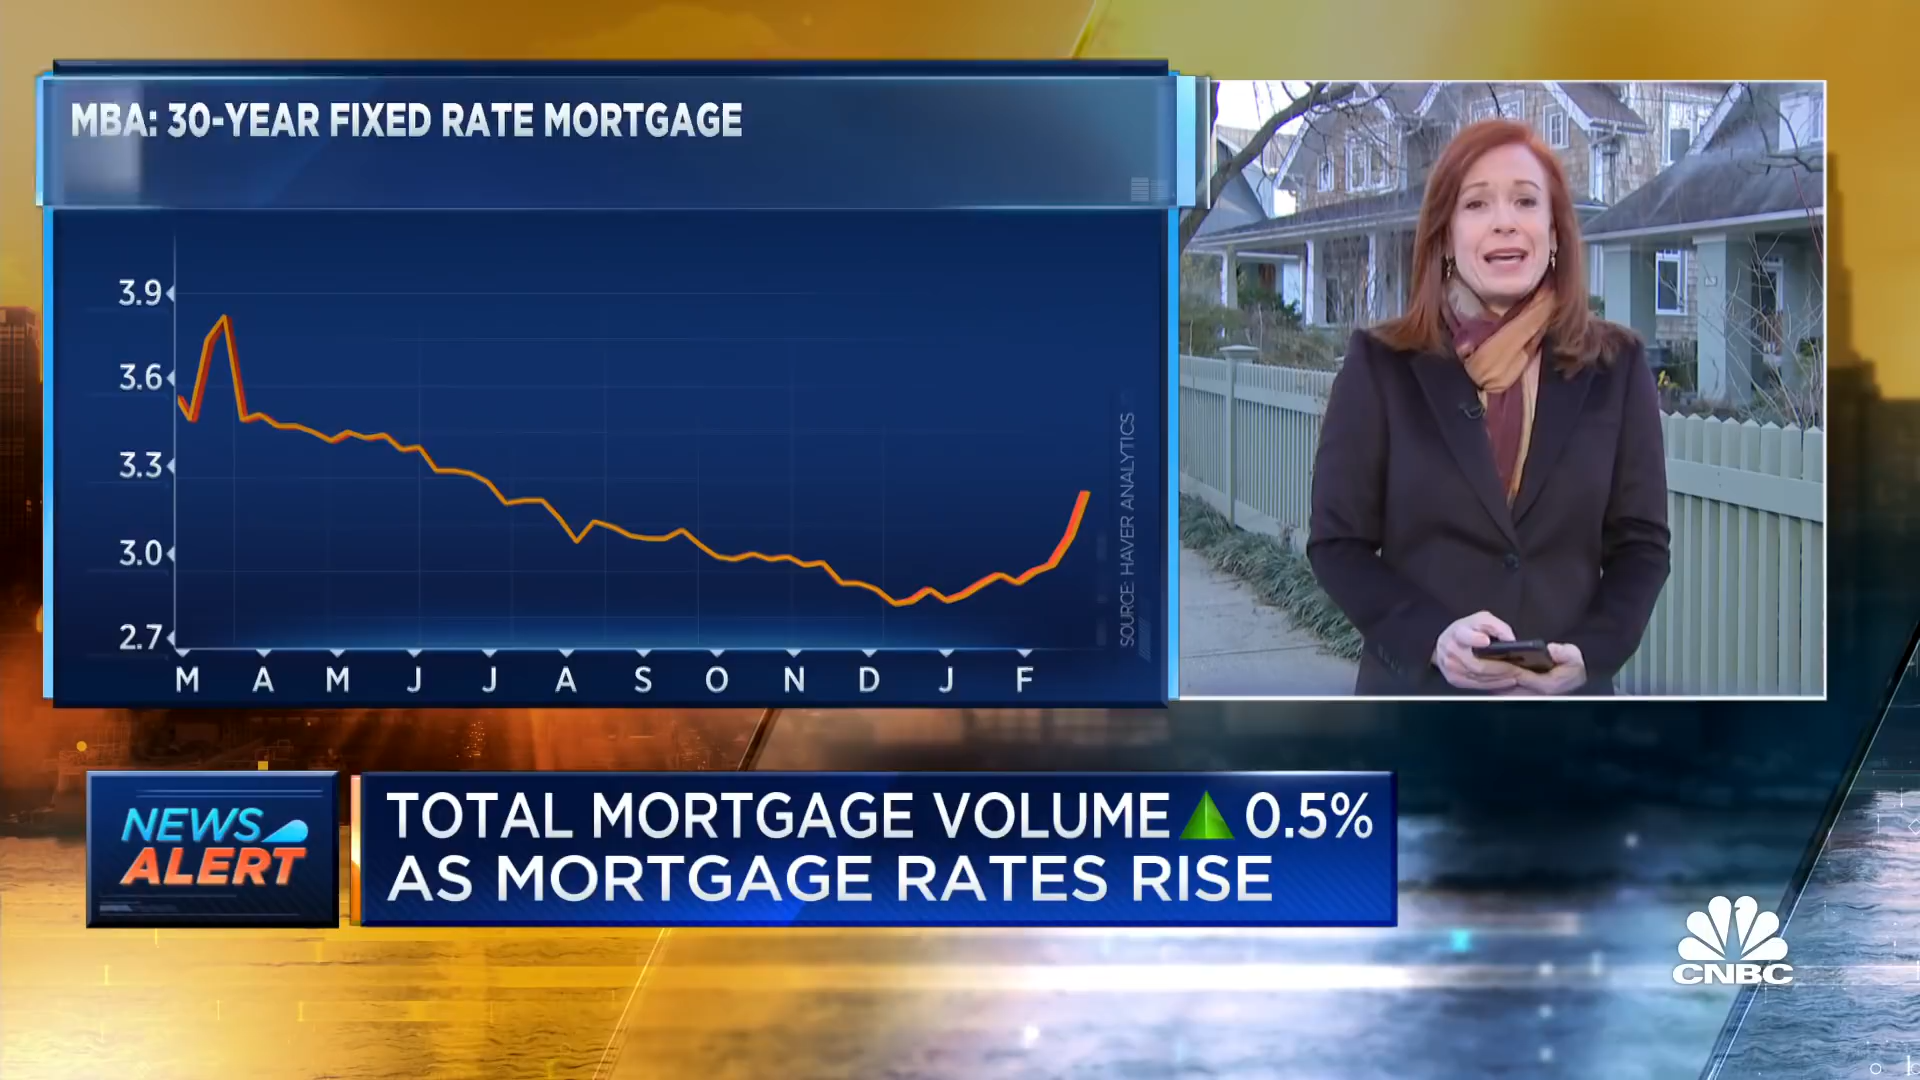 MBA: 30-YEAR FIXED RATE MORTGAGE
3.9
3.6
3.3
3.0
2.7
M A M J J A S O N D J F
SOURCE: HAVER ANALYTICS
NEWS
ALERT
TOTAL MORTGAGE VOLUME ▲ 0.5%
AS MORTGAGE RATES RISE
CNBC